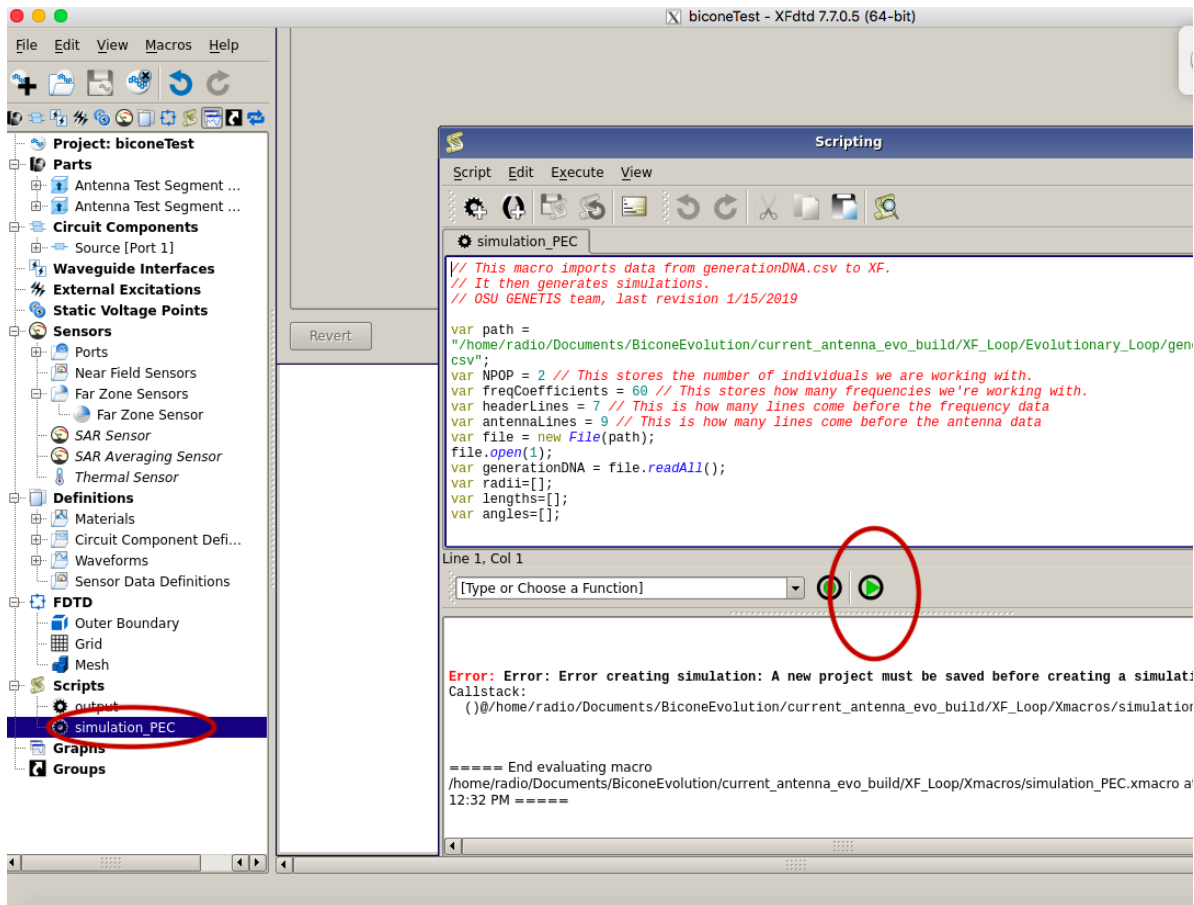 biconeTest - XFdtd 7.7.0.5 (64-bit)
File Edit View Macros Help
Project: biconeTest
Parts
Antenna Test Segment ...
Antenna Test Segment ...
Circuit Components
Source [Port 1]
Waveguide Interfaces
External Excitations
Static Voltage Points
Sensors
Ports
Near Field Sensors
Far Zone Sensors
Far Zone Sensor
SAR Sensor
SAR Averaging Sensor
Thermal Sensor
Definitions
Materials
Circuit Component Defi...
Waveforms
Sensor Data Definitions
FDTD
Outer Boundary
Grid
Mesh
Scripts
output
simulation_PEC
Graphs
Groups
Revert
Scripting
Script Edit Execute View
simulation_PEC
// This macro imports data from generationDNA.csv to XF.
// It then generates simulations.
// OSU GENETIS team, last revision 1/15/2019
var path =
"/home/radio/Documents/BiconeEvolution/current_antenna_evo_build/XF_Loop/Evolutionary_Loop/gene
csv";
var NPOP = 2 // This stores the number of individuals we are working with.
var freqCoefficients = 60 // This stores how many frequencies we're working with.
var headerLines = 7 // This is how many lines come before the frequency data
var antennaLines = 9 // This is how many lines come before the antenna data
var file = new File(path);
file.open(1);
var generationDNA = file.readAll();
var radii=[];
var lengths=[];
var angles=[];
Line 1, Col 1
[Type or Choose a Function]
Error: Error: Error creating simulation: A new project must be saved before creating a simulati
Callstack:
()@/home/radio/Documents/BiconeEvolution/current_antenna_evo_build/XF_Loop/Xmacros/simulation
===== End evaluating macro
/home/radio/Documents/BiconeEvolution/current_antenna_evo_build/XF_Loop/Xmacros/simulation_PEC.xmacro at
12:32 PM =====